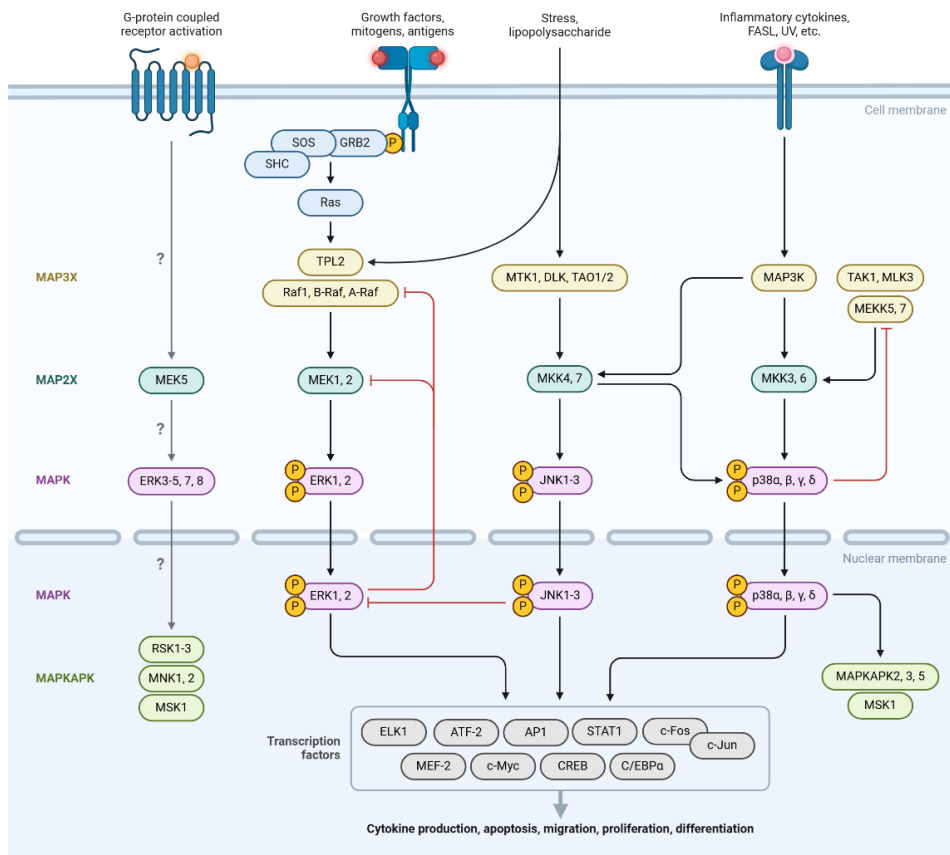 G-protein coupled
receptor activation
Growth factors,
mitogens, antigens
Stress,
lipopolysaccharide
Inflammatory cytokines,
FASL, UV, etc.
Cell membrane
SOS
GRB2
P
SHC
Ras
?
TPL2
MAP3X
Raf1, B-Raf, A-Raf
MTK1, DLK, TAO1/2
MAP3K
TAK1, MLK3
MEKK5, 7
MAP2X
MEK5
MEK1, 2
MKK4, 7
MKK3, 6
?
MAPK
ERK3-5, 7, 8
P
P
ERK1, 2
P
P
JNK1-3
P
P
p38α, β, γ, δ
Nuclear membrane
?
MAPK
P
P
ERK1, 2
P
P
JNK1-3
P
P
p38α, β, γ, δ
MAPKAPK
RSK1-3
MNK1, 2
MSK1
MAPKAPK2, 3, 5
MSK1
Transcription
factors
ELK1
ATF-2
AP1
STAT1
c-Fos
c-Jun
MEF-2
c-Myc
CREB
C/EBPα
Cytokine production, apoptosis, migration, proliferation, differentiation